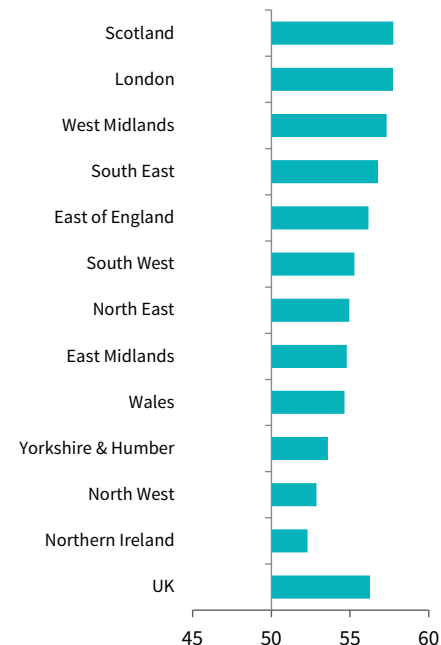 Scotland
London
West Midlands
South East
East of England
South West
North East
East Midlands
Wales
Yorkshire & Humber
North West
Northern Ireland
UK
45 50 55 60